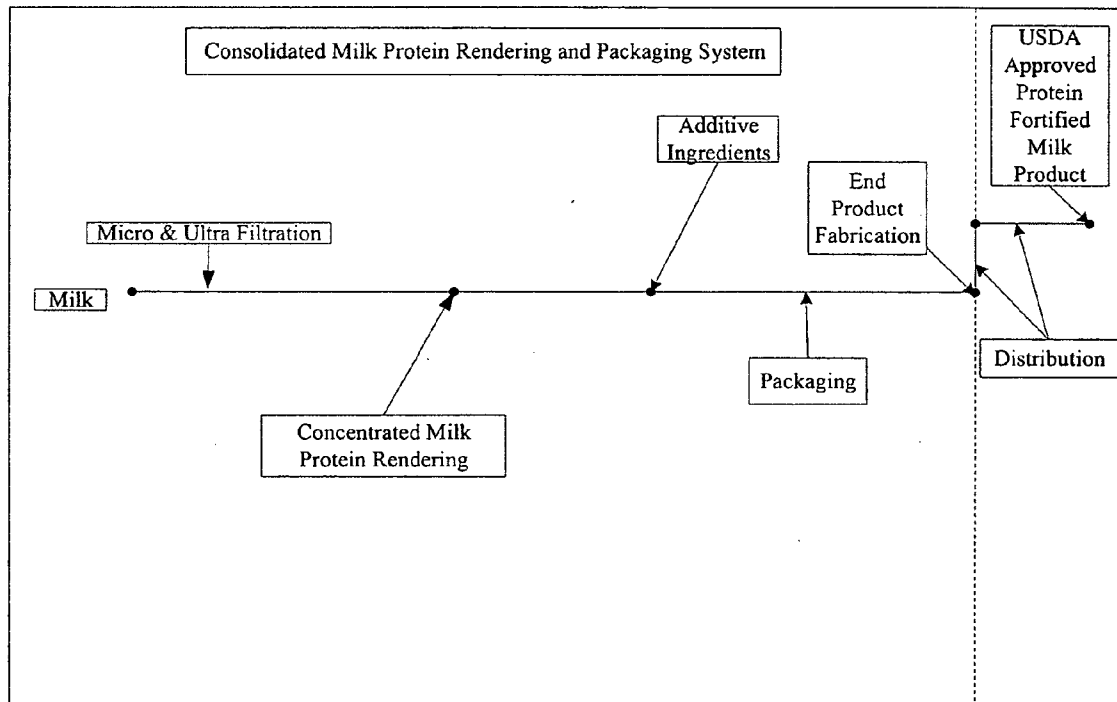 Consolidated Milk Protein Rendering and Packaging System
USDA
Approved
Protein
Fortified
Milk
Product
Additive
Ingredients
End
Product
Fabrication
Micro & Ultra Filtration
Milk
Distribution
Packaging
Concentrated Milk
Protein Rendering